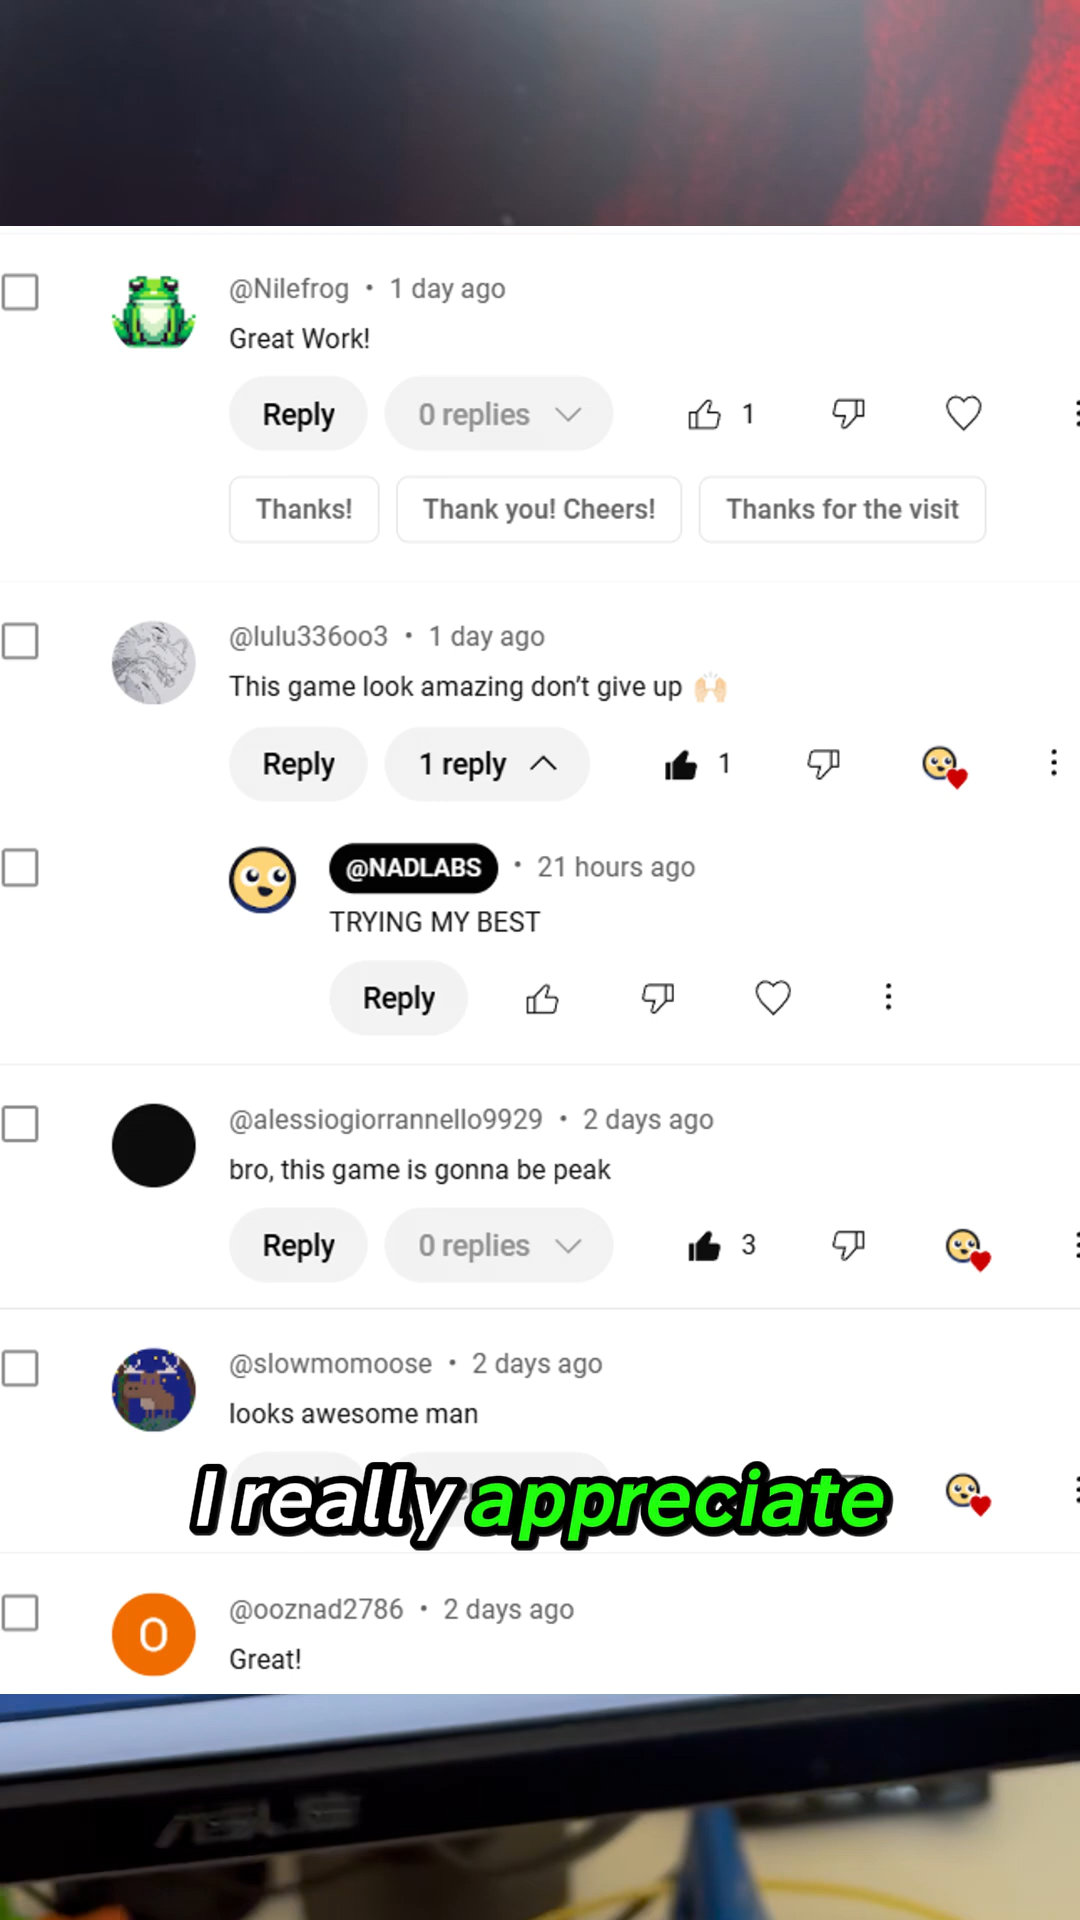 @Nilefrog • 1 day ago
Great Work!
Reply 0 replies 1
Thanks! Thank you! Cheers! Thanks for the visit
@lulu336oo3 • 1 day ago
This game look amazing don't give up 🙌🏻
Reply 1 reply 1
@NADLABS • 21 hours ago
TRYING MY BEST
Reply
@alessiogiorrannello9929 • 2 days ago
bro, this game is gonna be peak
Reply 0 replies 3
@slowmomoose • 2 days ago
looks awesome man
I really appreciate
O
@ooznad2786 • 2 days ago
Great!
ASUS